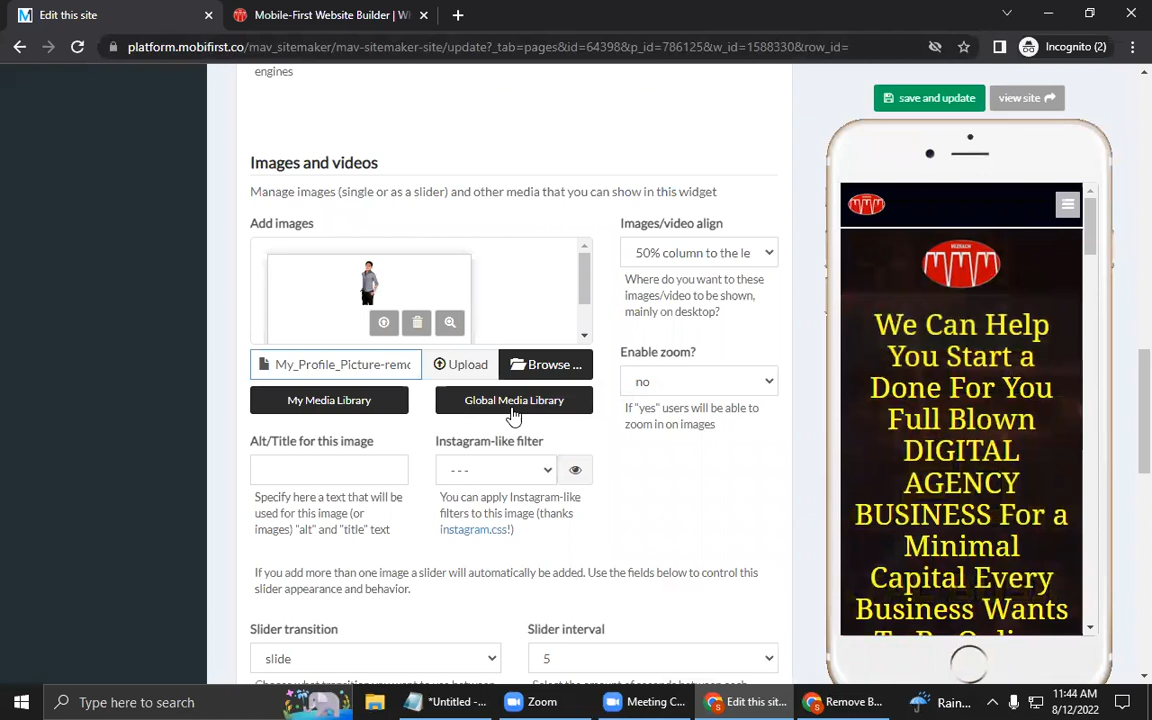 Edit this site
Mobile-First Website Builder | W
platform.mobifirst.co/mav_sitemaker/mav-sitemaker-site/update?_tab=pages&id=64398&p_id=786125&w_id=1588330&row_id=
Incognito (2)
engines
save and update
view site
Images and videos
Manage images (single or as a slider) and other media that you can show in this widget
Add images
Images/video align
50% column to the le
Where do you want to these
images/video to be shown,
mainly on desktop?
My_Profile_Picture-remo
Upload
Browse ...
Enable zoom?
no
My Media Library
Global Media Library
If "yes" users will be able to
zoom in on images
Alt/Title for this image
Instagram-like filter
- - -
Specify here a text that will be
used for this image (or
images) "alt" and "title" text
You can apply Instagram-like
filters to this image (thanks
instagram.css!)
If you add more than one image a slider will automatically be added. Use the fields below to control this
slider appearance and behavior.
Slider transition
Slider interval
slide
5
We Can Help
You Start a
Done For You
Full Blown
DIGITAL
AGENCY
BUSINESS For a
Minimal
Capital Every
Business Wants
Type here to search
*Untitled -...
Zoom
Meeting C...
Edit this sit...
Remove B...
Rain...
11:44 AM
8/12/2022